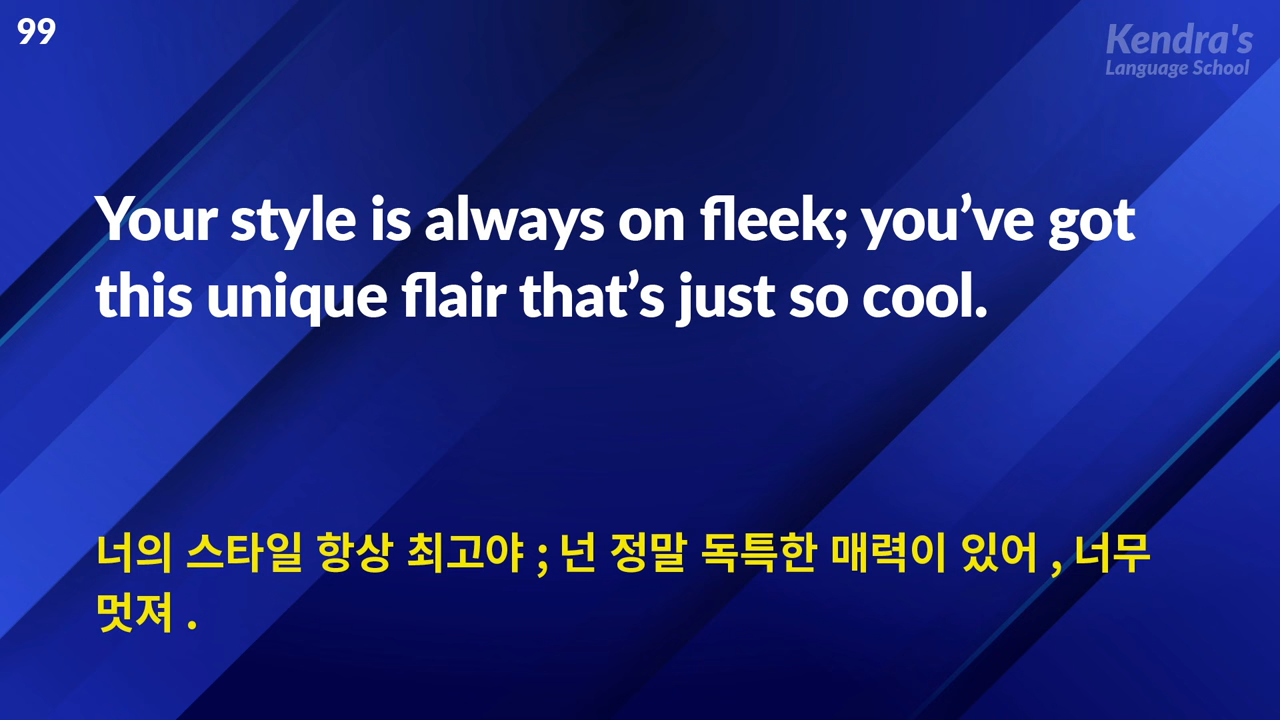 99
Kendra's
Language School
Your style is always on fleek; you’ve got
this unique flair that’s just so cool.
너의 스타일 항상 최고야 ; 넌 정말 독특한 매력이 있어 , 너무
멋져 .